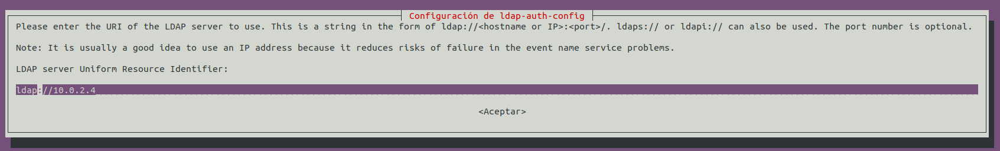 Configuración de ldap-auth-config
Please enter the URI of the LDAP server to use. This is a string in the form of ldap://<hostname or IP>:<port>/. ldaps:// or ldapi:// can also be used. The port number is optional.
Note: It is usually a good idea to use an IP address because it reduces risks of failure in the event name service problems.
LDAP server Uniform Resource Identifier:
ldap://10.0.2.4
<Aceptar>